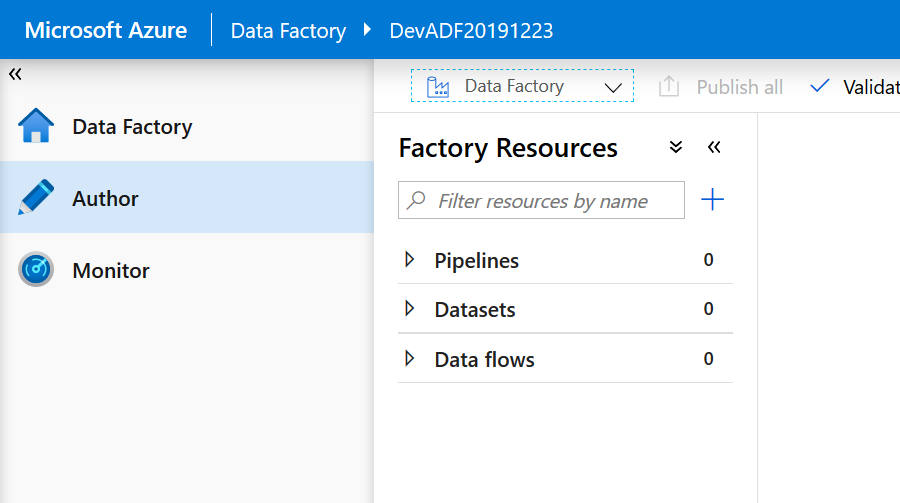 Microsoft Azure Data Factory DevADF20191223
Data Factory Publish all Validat
Data Factory
Author
Monitor
Factory Resources
Filter resources by name
Pipelines 0
Datasets 0
Data flows 0